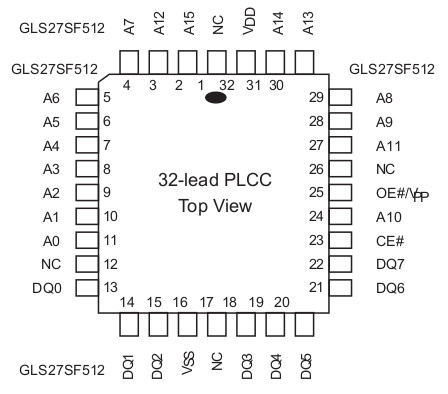 GLS27SF512 A7 A12 A15 NC VDD A14 A13
GLS27SF512 GLS27SF512
4 3 2 1 32 31 30
A6 5 29 A8
A5 6 28 A9
A4 7 27 A11
A3 8 26 NC
32-lead PLCC
A2 9 25 OE#/VPP
Top View
A1 10 24 A10
A0 11 23 CE#
NC 12 22 DQ7
DQ0 13 21 DQ6
14 15 16 17 18 19 20
GLS27SF512 DQ1 DQ2 VSS NC DQ3 DQ4 DQ5